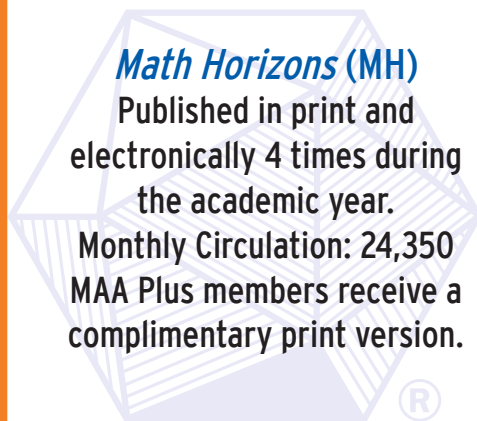 Math Horizons (MH)
Published in print and
electronically 4 times during
the academic year.
Monthly Circulation: 24,350
MAA Plus members receive a
complimentary print version.
®